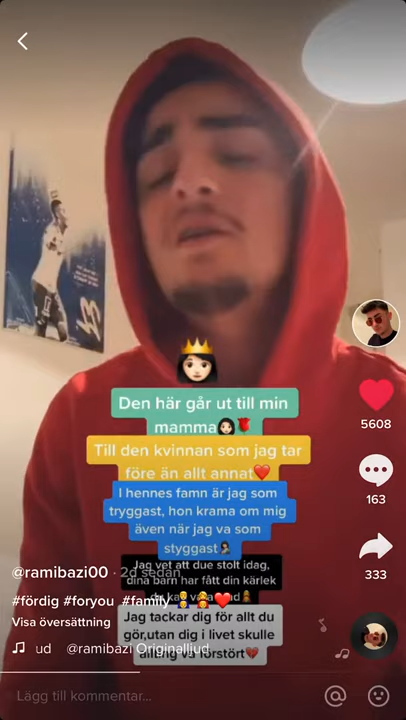 Den här går ut till min
mamma
Till den kvinnan som jag tar
före än allt annat
I hennes famn är jag som
tryggast, hon krama om mig
även när jag va som
styggast
Jag vet att due stolt idag,
dina barn har fått din kärlek
Jag tackar dig för allt du
gör,utan dig i livet skulle
allting va förstört
5608
163
333
@ramibazi00 · 2d sedan
#fördig #foryou #family
Visa översättning
ud @ramibazi Originalljud
Lägg till kommentar...